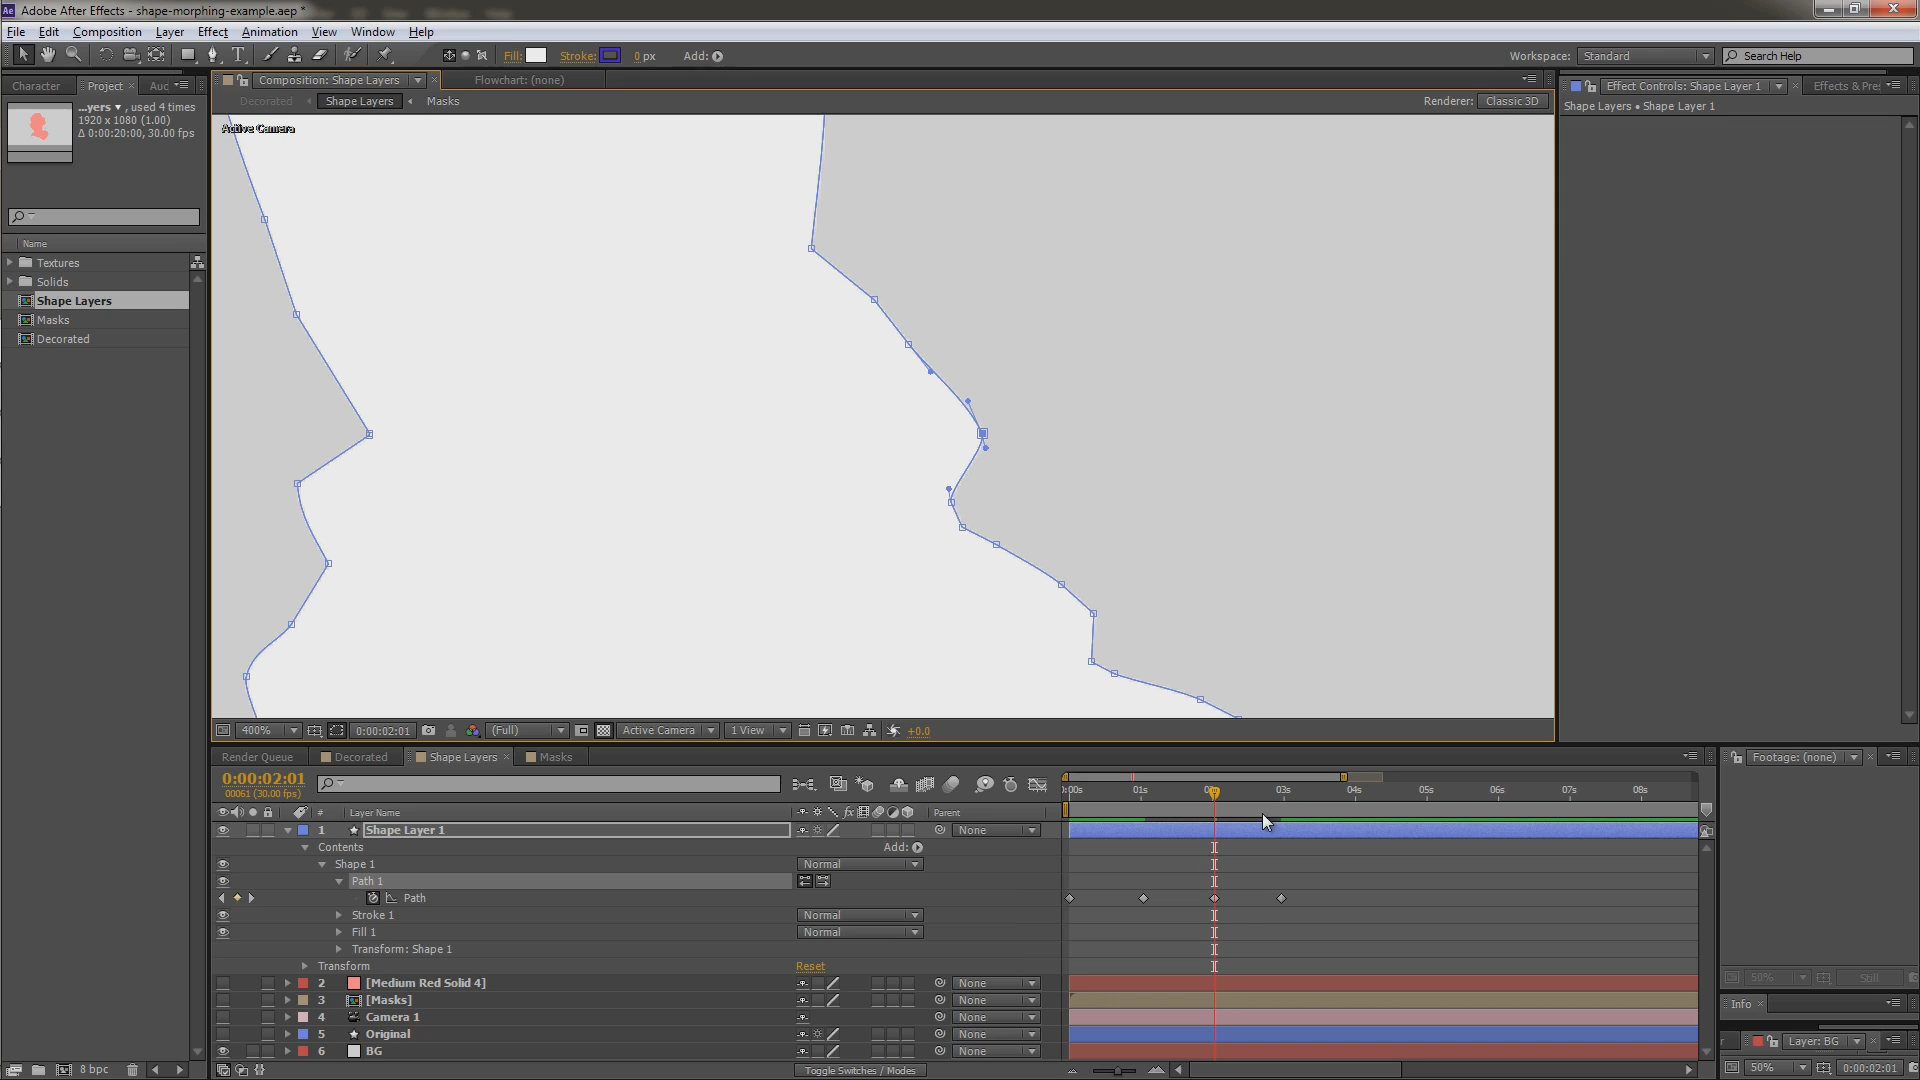 Adobe After Effects - shape-morphing-example.aep *
File Edit Composition Layer Effect Animation View Window Help
Fill: Stroke: 0 px Add:
Workspace: Standard Search Help
Character Project Auc
Composition: Shape Layers Flowchart: (none)
Effect Controls: Shape Layer 1 Effects & Pre
Decorated Shape Layers Masks Renderer: Classic 3D
Shape Layers • Shape Layer 1
...yers ▾ , used 4 times
1920 x 1080 (1.00)
Δ 0:00:20:00, 30.00 fps
Active Camera
Name
Textures
Solids
Shape Layers
Masks
Decorated
400% 0:00:02:01 (Full) Active Camera 1 View +0.0
Render Queue Decorated Shape Layers Masks
Footage: (none)
0:00:02:01
00061 (30.00 fps)
:00s 01s 03s 04s 05s 06s 07s 08s
# Layer Name Parent
1 Shape Layer 1 None
Contents Add:
Shape 1 Normal
Path 1
Path
Stroke 1 Normal
Fill 1 Normal
Transform: Shape 1
Transform Reset
2 [Medium Red Solid 4] None
3 [Masks] None
4 Camera 1 None
5 Original None
6 BG None
50% Still
Info
Layer: BG
50% 0:00:02:01
8 bpc
Toggle Switches / Modes